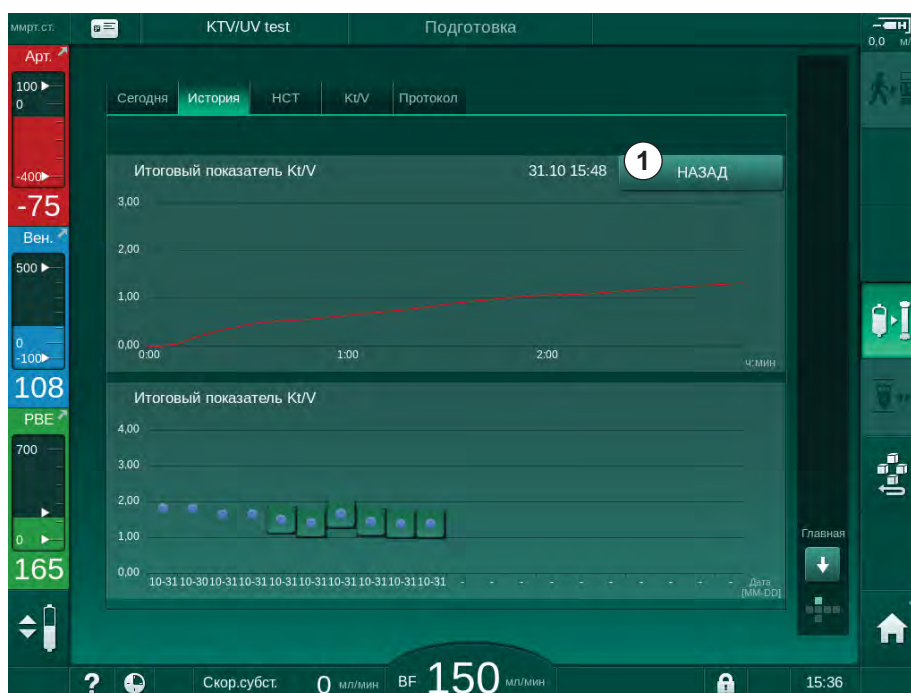 ммрт.ст.
KTV/UV test
Подготовка
0,0
Арт.
100
0
-400
-75
Вен.
500
0
-100
108
PBE
700
0
165
Сегодня
История
HCT
Kt/V
Протокол
Итоговый показатель Kt/V
31.10 15:48
1
НАЗАД
3,00
2,00
1,00
0,00
0:00
1:00
2:00
ч:мин
Итоговый показатель Kt/V
4,00
3,00
2,00
1,00
0,00
10-31 10-30 10-31 10-31 10-31 10-31 10-31 10-31 10-31 10-31 - - - - - - - - - -
Дата
[MM-DD]
Главная
?
Скор.субст.
0 мл/мин
BF 150 мл/мин
15:36